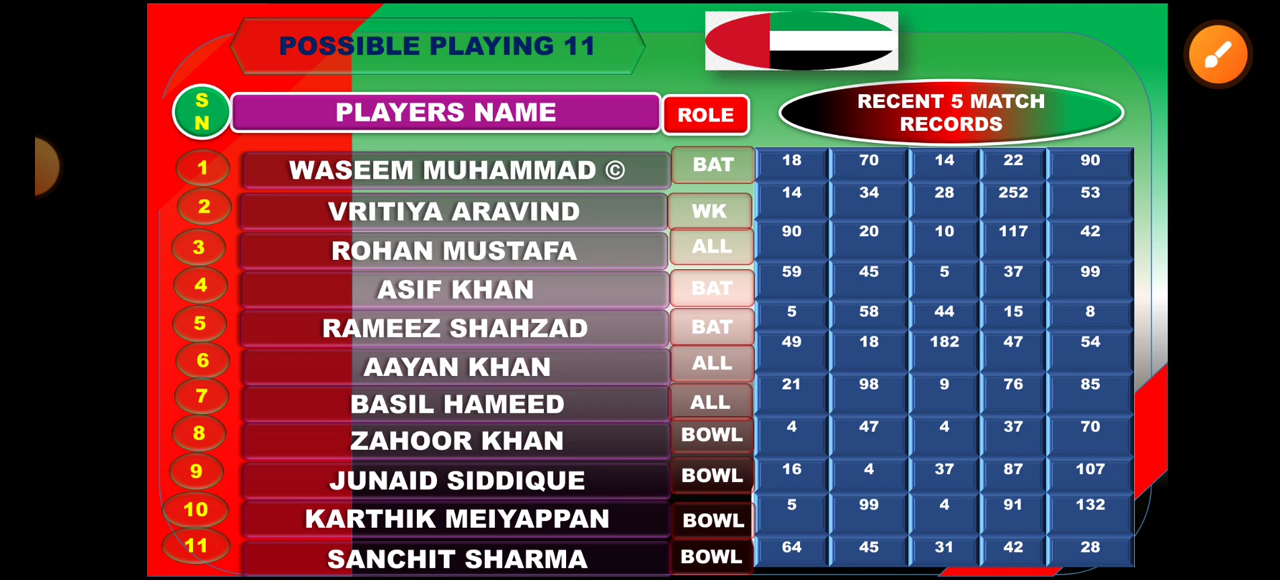 POSSIBLE PLAYING 11
S
N
PLAYERS NAME
ROLE
RECENT 5 MATCH
RECORDS
1 WASEEM MUHAMMAD © BAT 18 70 14 22 90
2 VRITIYA ARAVIND WK 14 34 28 252 53
3 ROHAN MUSTAFA ALL 90 20 10 117 42
4 ASIF KHAN BAT 59 45 5 37 99
5 RAMEEZ SHAHZAD BAT 5 58 44 15 8
6 AAYAN KHAN ALL 49 18 182 47 54
7 BASIL HAMEED ALL 21 98 9 76 85
8 ZAHOOR KHAN BOWL 4 47 4 37 70
9 JUNAID SIDDIQUE BOWL 16 4 37 87 107
10 KARTHIK MEIYAPPAN BOWL 5 99 4 91 132
11 SANCHIT SHARMA BOWL 64 45 31 42 28